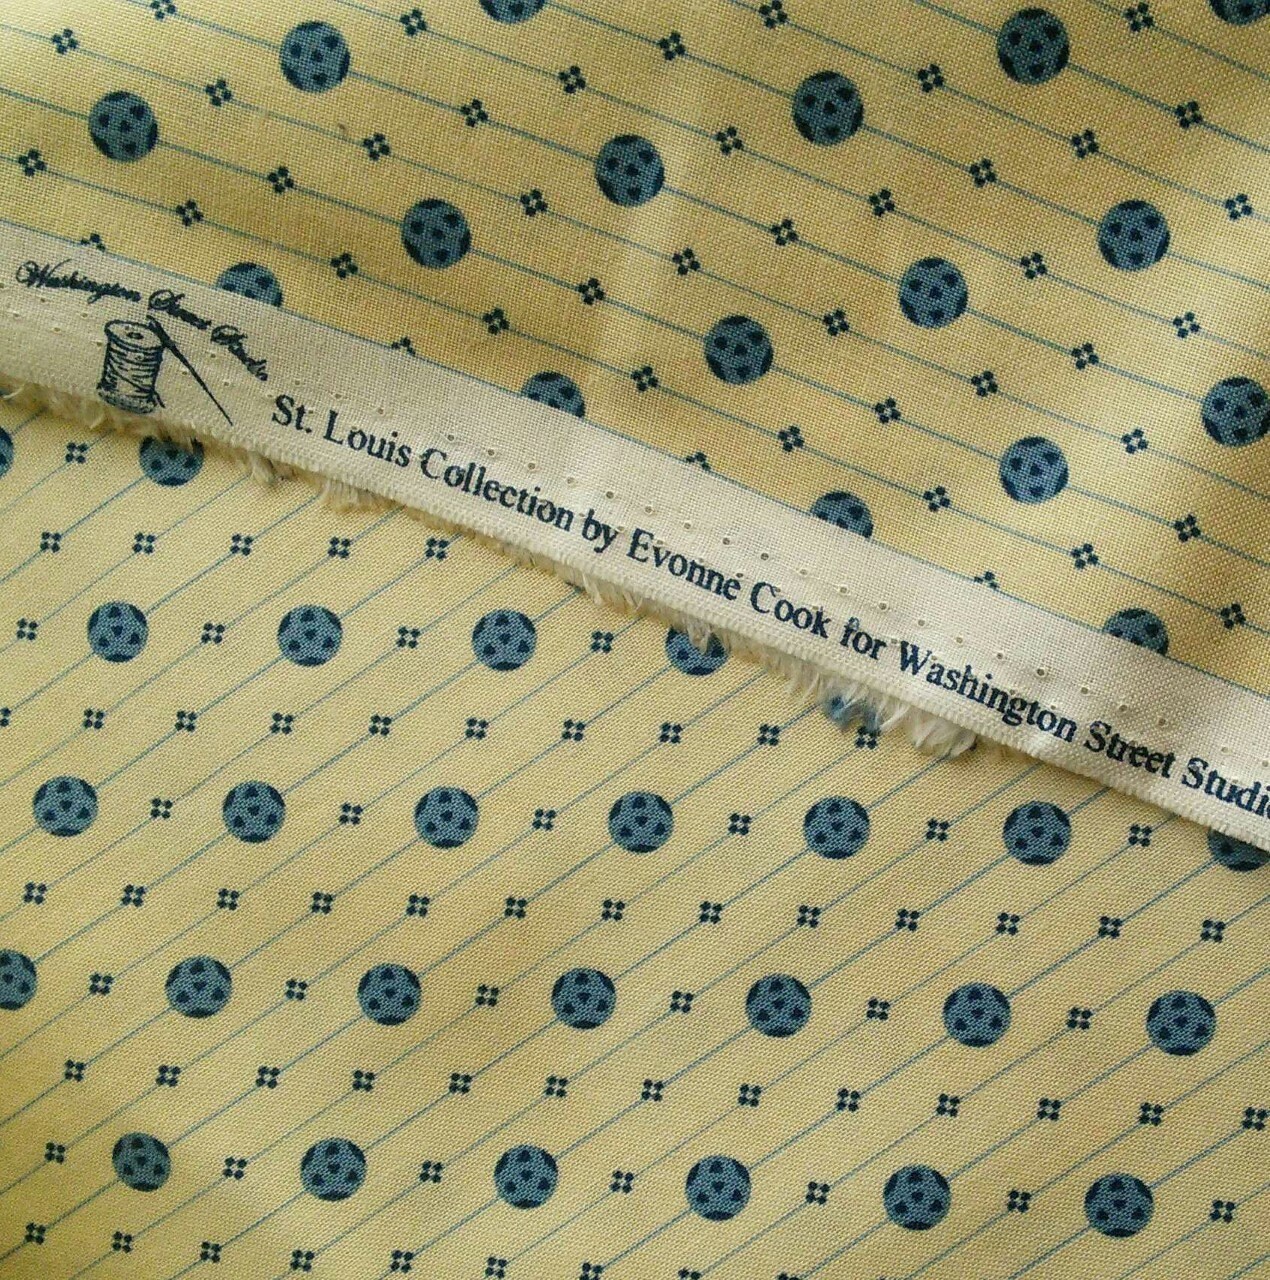 Washington Street Studio
St. Louis Collection by Evonne Cook for Washington Street Studio